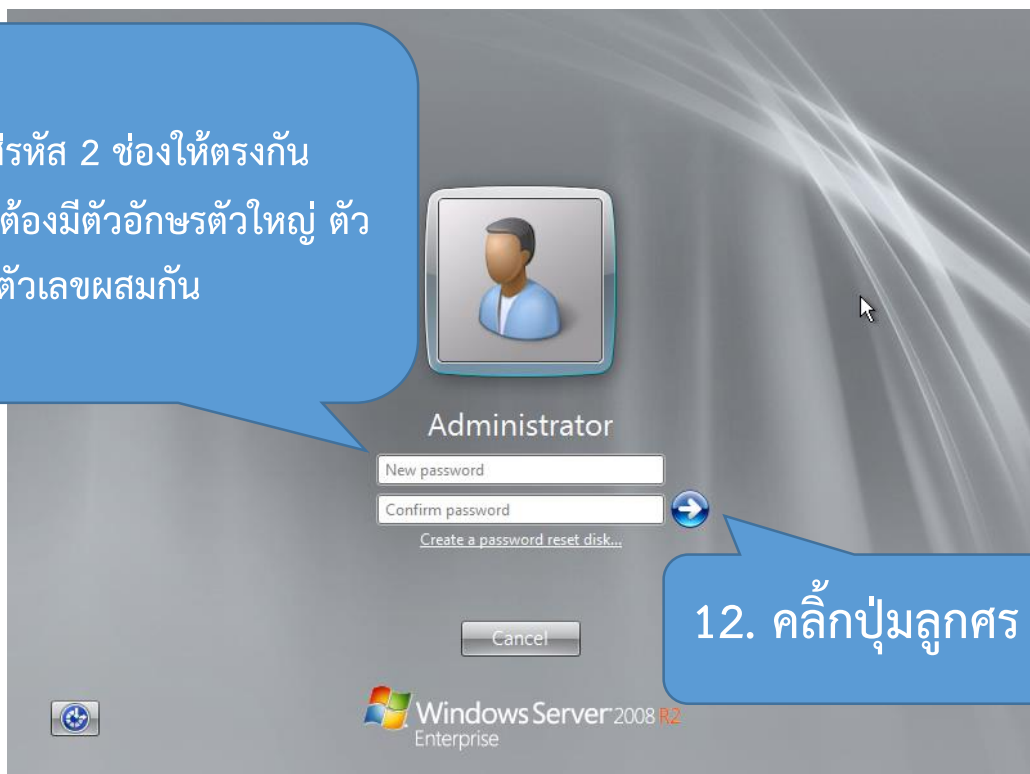 รหัส 2 ช่องให้ตรงกัน
ต้องมีตัวอักษรตัวใหญ่ ตัว
ตัวเลขผสมกัน
Administrator
New password
Confirm password
Create a password reset disk...
12. คลิ้กปุ่มลูกศร
Cancel
Windows Server 2008 R2
Enterprise